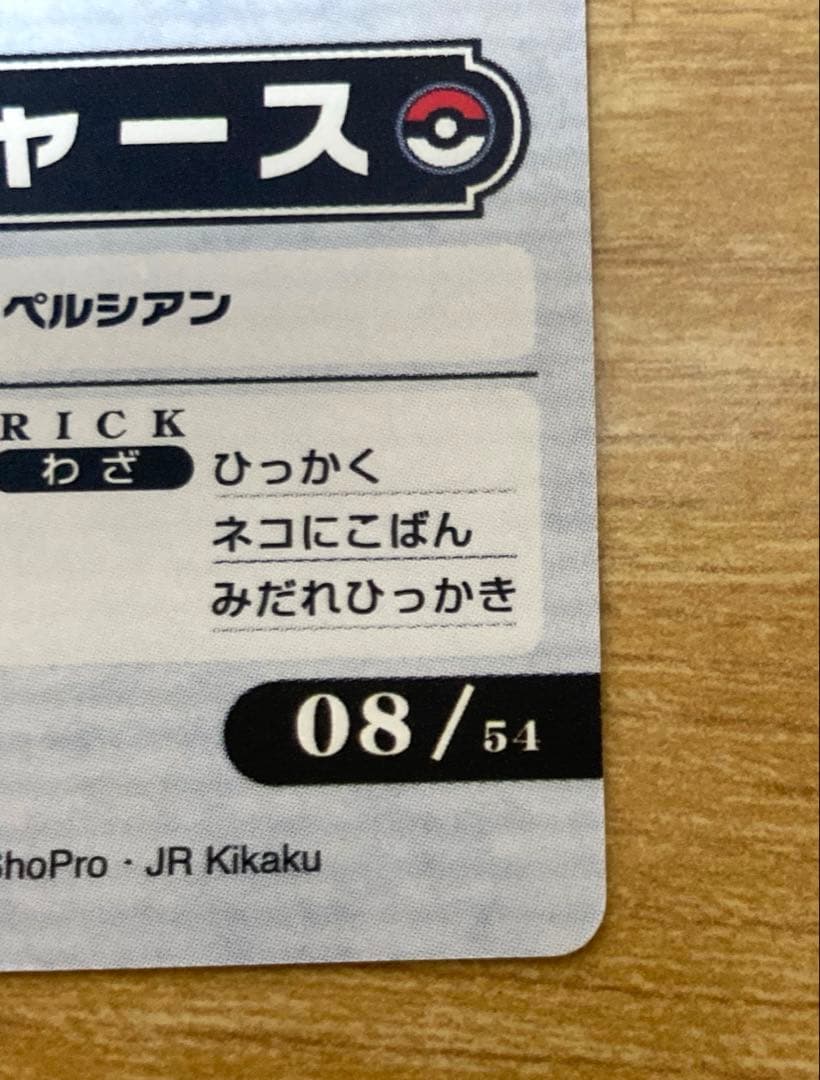 ャース
ペルシアン
RICK
わざ ひっかく
ネコにこばん
みだれひっかき
08/54
ShoPro・JR Kikaku